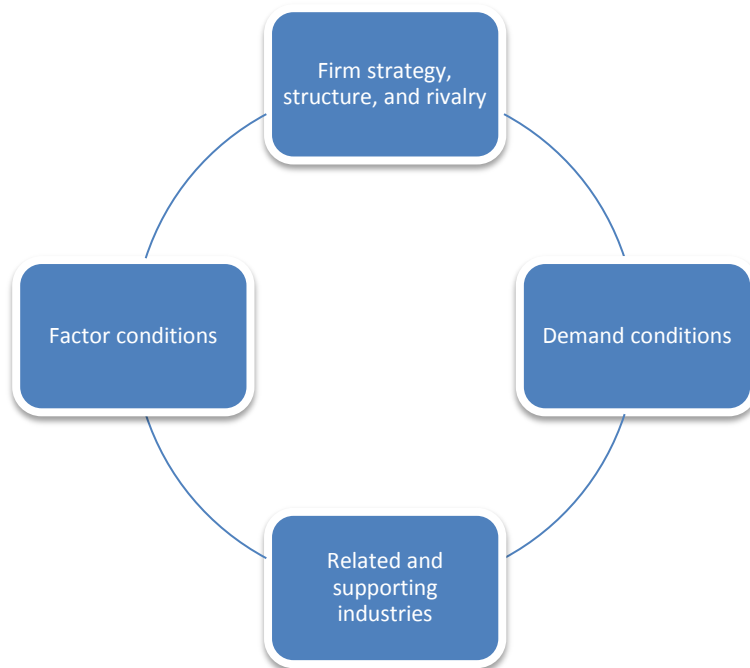 Firm strategy,
structure, and rivalry
Factor conditions
Demand conditions
Related and
supporting
industries